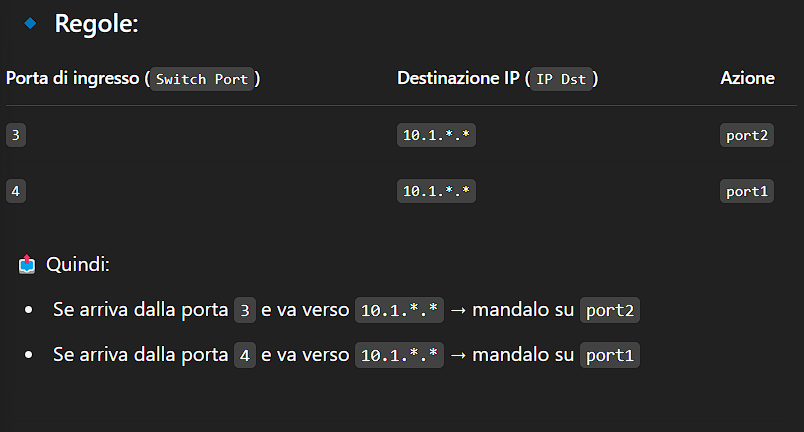 Regole:
Porta di ingresso (Switch Port) Destinazione IP (IP Dst) Azione
3 10.1.*.* port2
4 10.1.*.* port1
Quindi:
• Se arriva dalla porta 3 e va verso 10.1.*.* → mandalo su port2
• Se arriva dalla porta 4 e va verso 10.1.*.* → mandalo su port1